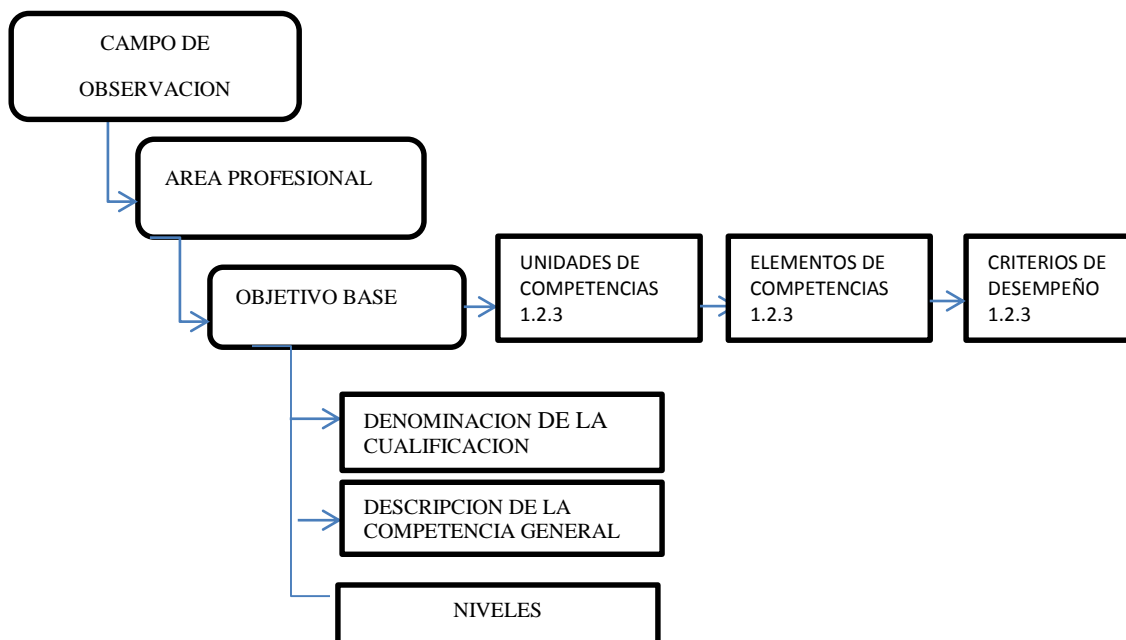 CAMPO DE
OBSERVACION
AREA PROFESIONAL
OBJETIVO BASE
UNIDADES DE
COMPETENCIAS
1.2.3
ELEMENTOS DE
COMPETENCIAS
1.2.3
CRITERIOS DE
DESEMPEÑO
1.2.3
DENOMINACION DE LA
CUALIFICACION
DESCRIPCION DE LA
COMPETENCIA GENERAL
NIVELES